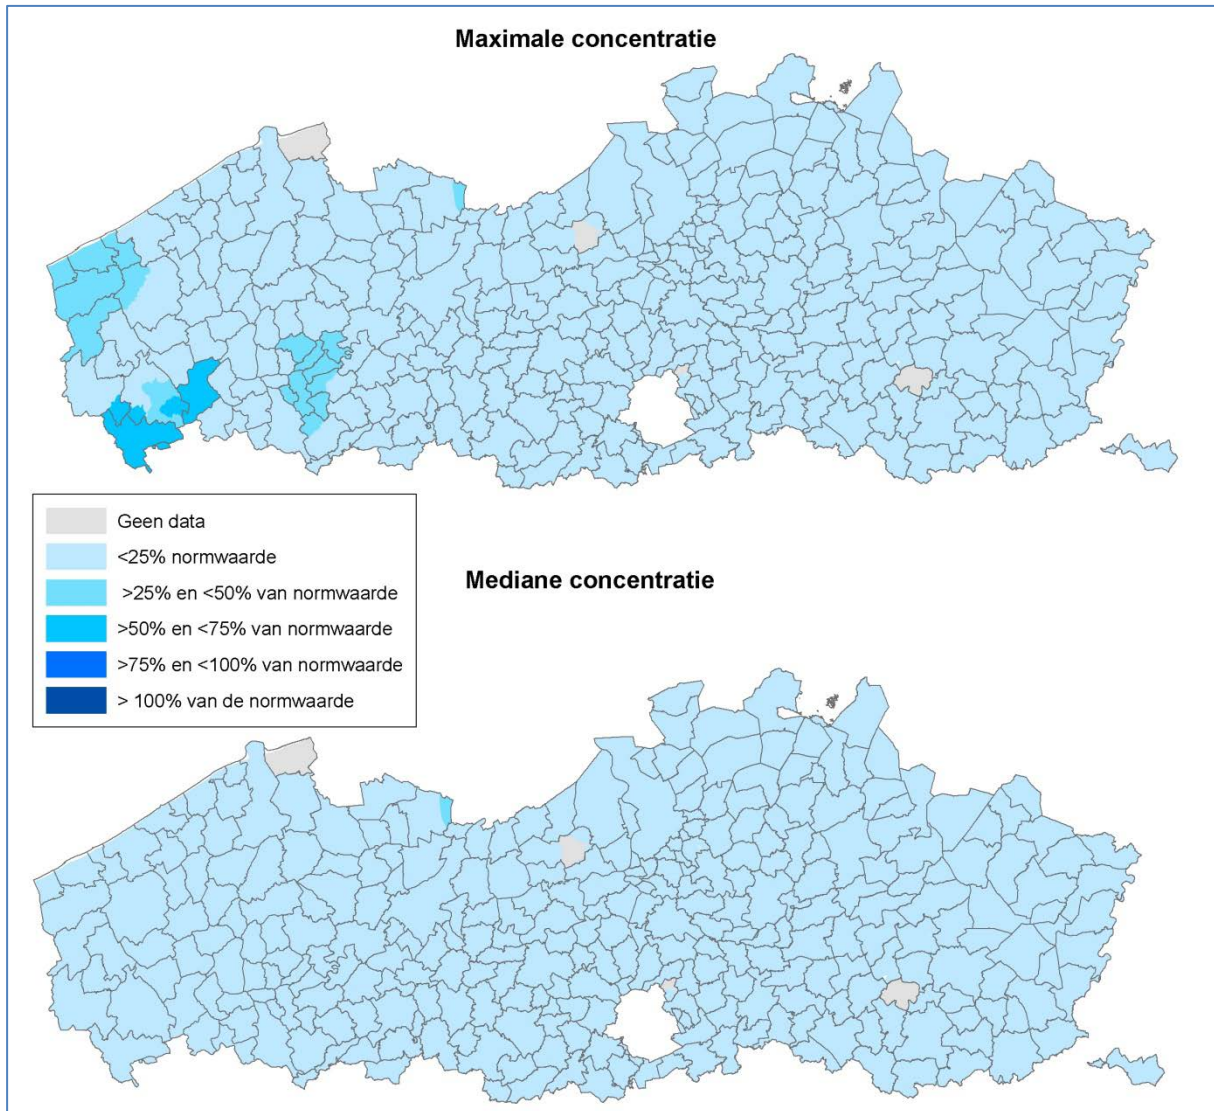 Maximale concentratie
Geen data
<25% normwaarde
>25% en <50% van normwaarde
>50% en <75% van normwaarde
>75% en <100% van normwaarde
> 100% van de normwaarde
Mediane concentratie